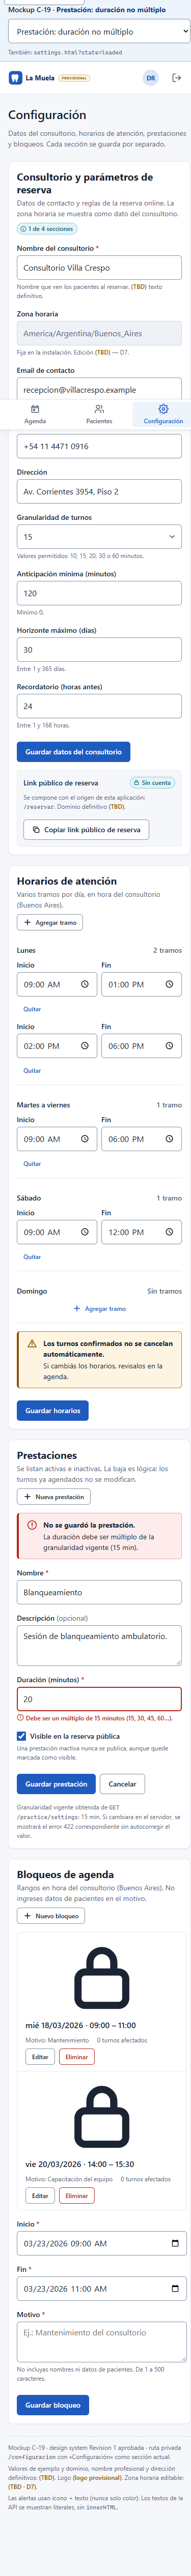 Mockup C-19 · Prestación: duración no múltiplo
Prestación: duración no múltiplo
También: settings.html?state=loaded
La Muela
PROVISIONAL
DR
Configuración
Datos del consultorio, horarios de atención, prestaciones
y bloqueos. Cada sección se guarda por separado.
Consultorio y parámetros de
reserva
Datos de contacto y reglas de la reserva online. La
zona horaria se muestra como dato del consultorio.
1 de 4 secciones
Nombre del consultorio *
Consultorio Villa Crespo
Nombre que ven los pacientes al reservar. (TBD) texto
definitivo.
Zona horaria
America/Argentina/Buenos_Aires
Fija en la instalación. Edición (TBD) — D7.
Email de contacto
recepcion@villacrespo.example
Agenda
Pacientes
Configuración
+54 11 4471 0916
Dirección
Av. Corrientes 3954, Piso 2
Granularidad de turnos
15
Valores permitidos: 10, 15, 20, 30 o 60 minutos.
Anticipación mínima (minutos)
120
Mínimo 0.
Horizonte máximo (días)
30
Entre 1 y 365 días.
Recordatorio (horas antes)
24
Entre 1 y 168 horas.
Guardar datos del consultorio
Link público de reserva
Sin cuenta
Se compone con el origen de esta aplicación:
/reservar. Dominio definitivo (TBD).
Copiar link público de reserva
Horarios de atención
Varios tramos por día, en hora del consultorio
(Buenos Aires).
Agregar tramo
Lunes
2 tramos
Inicio
Fin
09:00 AM
01:00 PM
Quitar
Inicio
Fin
02:00 PM
06:00 PM
Quitar
Martes a viernes
1 tramo
Inicio
Fin
09:00 AM
06:00 PM
Quitar
Sábado
1 tramo
Inicio
Fin
09:00 AM
12:00 PM
Quitar
Domingo
Sin tramos
Agregar tramo
Los turnos confirmados no se cancelan
automáticamente.
Si cambiás los horarios, revisalos en la
agenda.
Guardar horarios
Prestaciones
Se listan activas e inactivas. La baja es lógica: los
turnos ya agendados no se modifican.
Nueva prestación
No se guardó la prestación.
La duración debe ser múltiplo de la
granularidad vigente (15 min).
Nombre *
Blanqueamiento
Descripción (opcional)
Sesión de blanqueamiento ambulatorio.
Duración (minutos) *
20
Debe ser un múltiplo de 15 minutos (15, 30, 45, 60...).
Visible en la reserva pública
Una prestación inactiva nunca se publica, aunque quede
marcada como visible.
Guardar prestación
Cancelar
Granularidad vigente obtenida de GET
/practice/settings: 15 min. Si cambiara en el servidor, se
mostrará el error 422 correspondiente sin autocorregir el
valor.
Bloqueos de agenda
Rangos en hora del consultorio (Buenos Aires). No
ingreses datos de pacientes en el motivo.
Nuevo bloqueo
mié 18/03/2026 · 09:00 – 11:00
Motivo: Mantenimiento 0 turnos afectados
Editar
Eliminar
vie 20/03/2026 · 14:00 – 15:30
Motivo: Capacitación del equipo 0 turnos afectados
Editar
Eliminar
Inicio *
03/23/2026 09:00 AM
Fin *
03/23/2026 11:00 AM
Motivo *
Ej.: Mantenimiento del consultorio
No incluyas nombres ni datos de pacientes. De 1 a 500
caracteres.
Guardar bloqueo
Mockup C-19 · design system Revision 1 aprobada · ruta privada
/configuracion con «Configuración» como sección actual.
Valores de ejemplo y dominio, nombre profesional y dirección
definitivos: (TBD). Logo (logo provisional). Zona horaria editable:
(TBD · D7).
Las alertas usan ícono + texto (nunca solo color). Los textos de la
API se muestran literales, sin innerHTML.